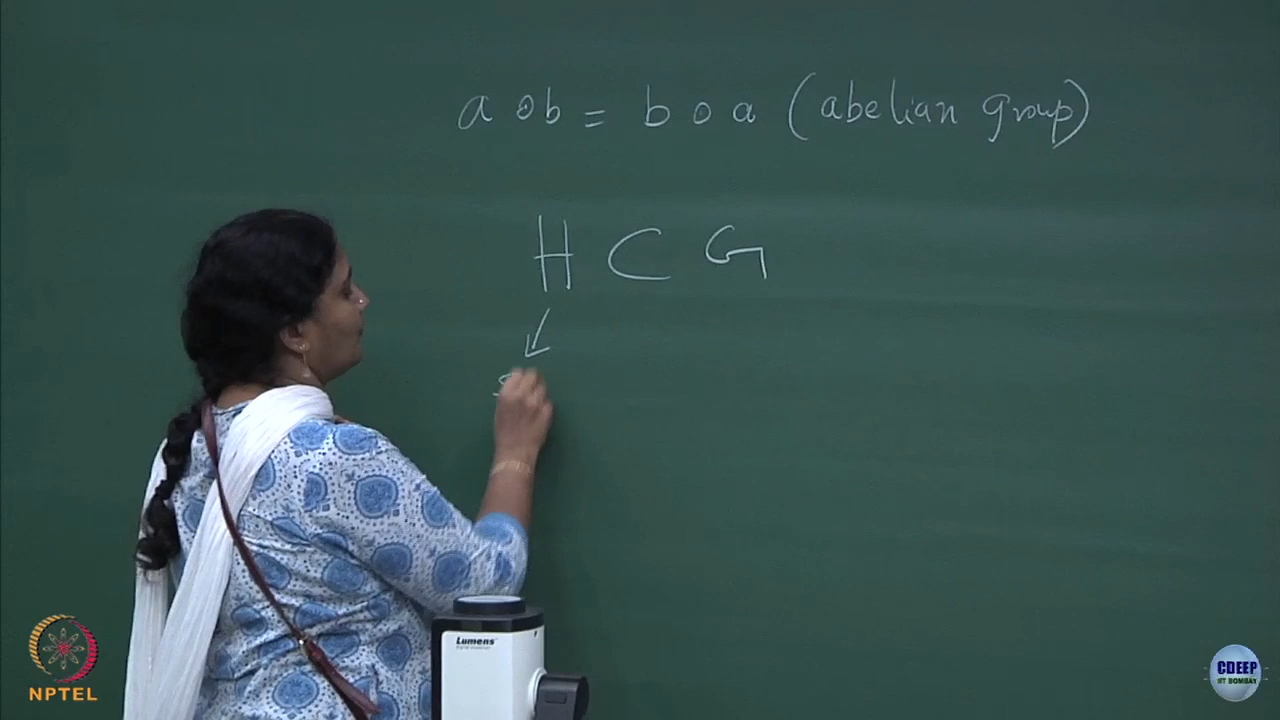 a o b = b o a (abelian group)
H ⊂ G
Lumens
NPTEL
CDEEP
IIT BOMBAY